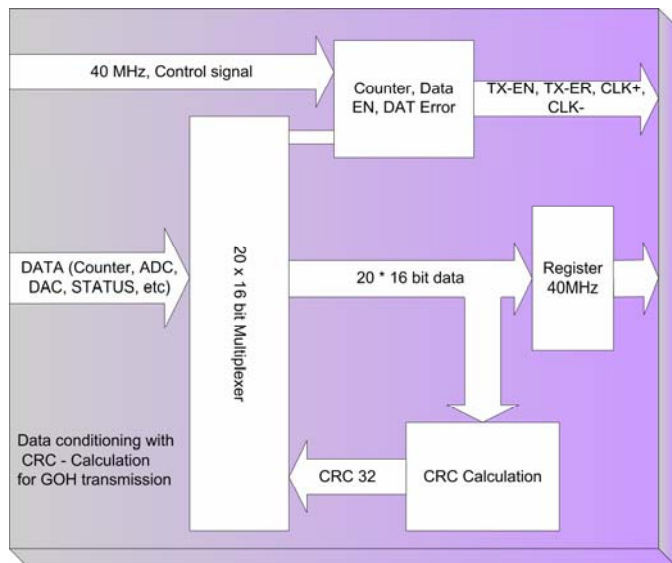 40 MHz, Control signal
Counter, Data
EN, DAT Error
TX-EN, TX-ER, CLK+,
CLK-
DATA (Counter, ADC,
DAC, STATUS, etc)
20 x 16 bit Multiplexer
20 * 16 bit data
Register
40MHz
Data conditioning with
CRC - Calculation
for GOH transmission
CRC 32
CRC Calculation